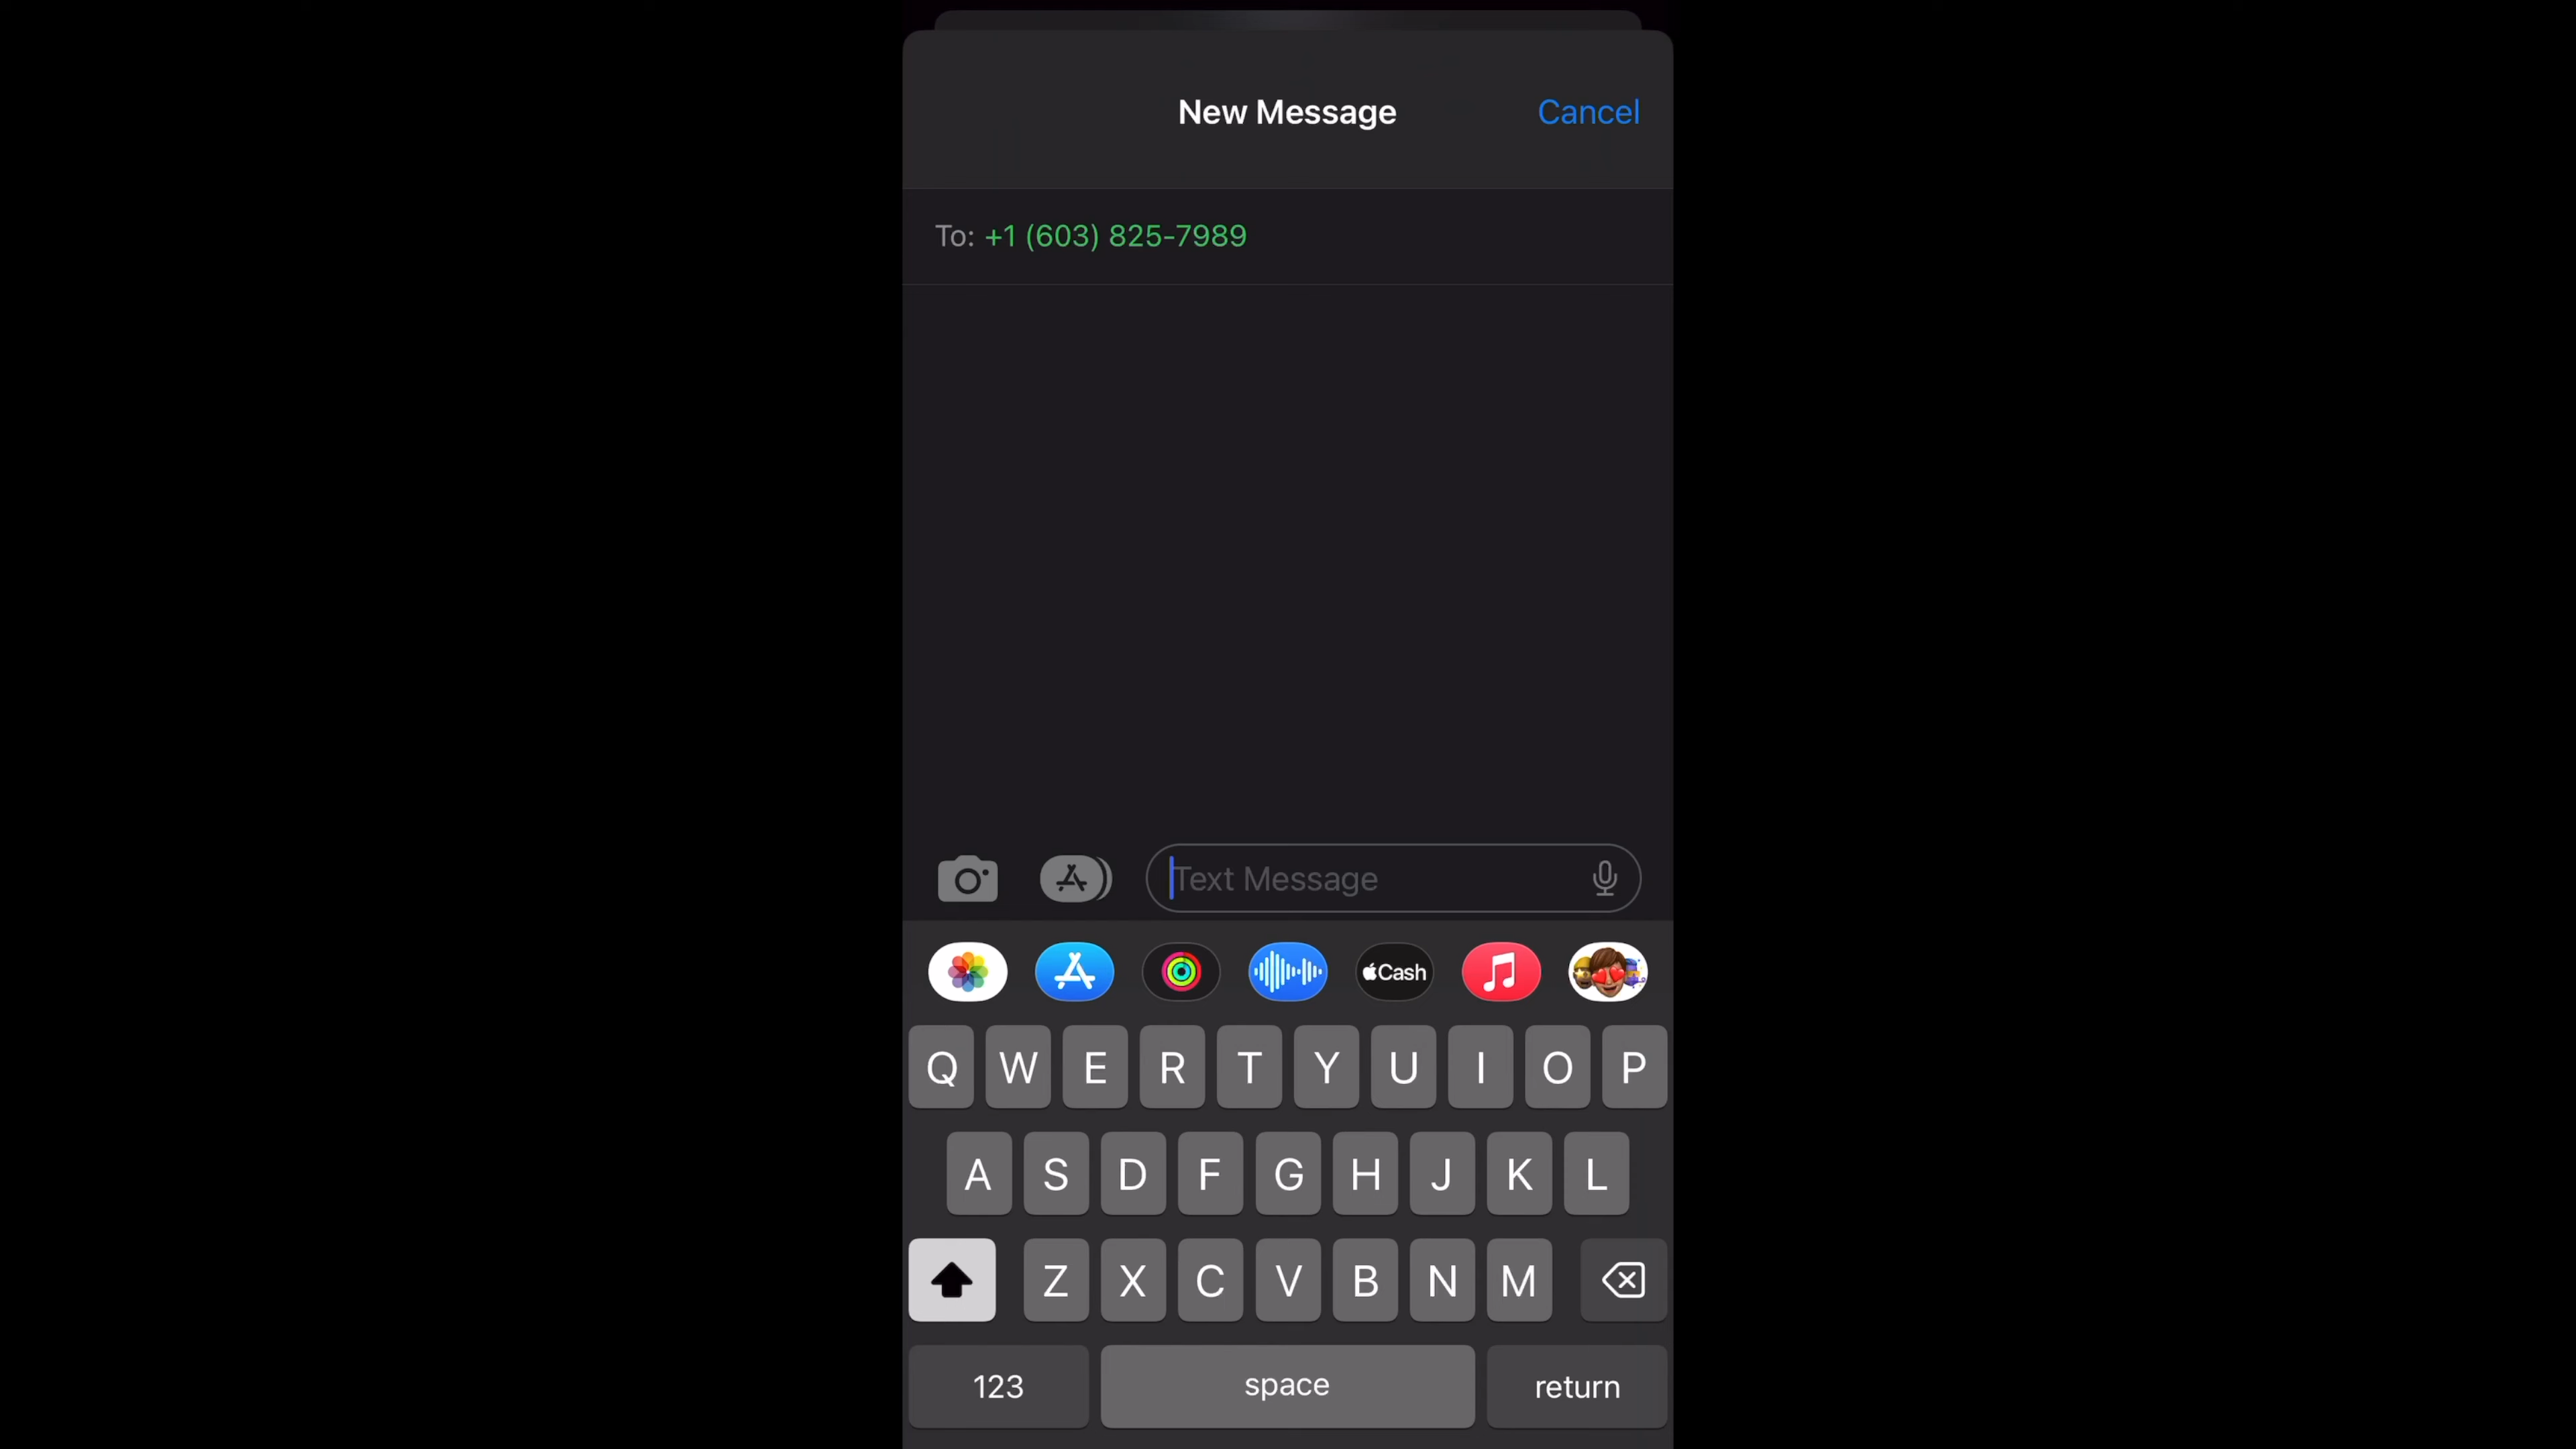 New Message
Cancel
To: +1 (603) 825-7989
Text Message
Cash
Q W E R T Y U I O P
A S D F G H J K L
Z X C V B N M
123 space return